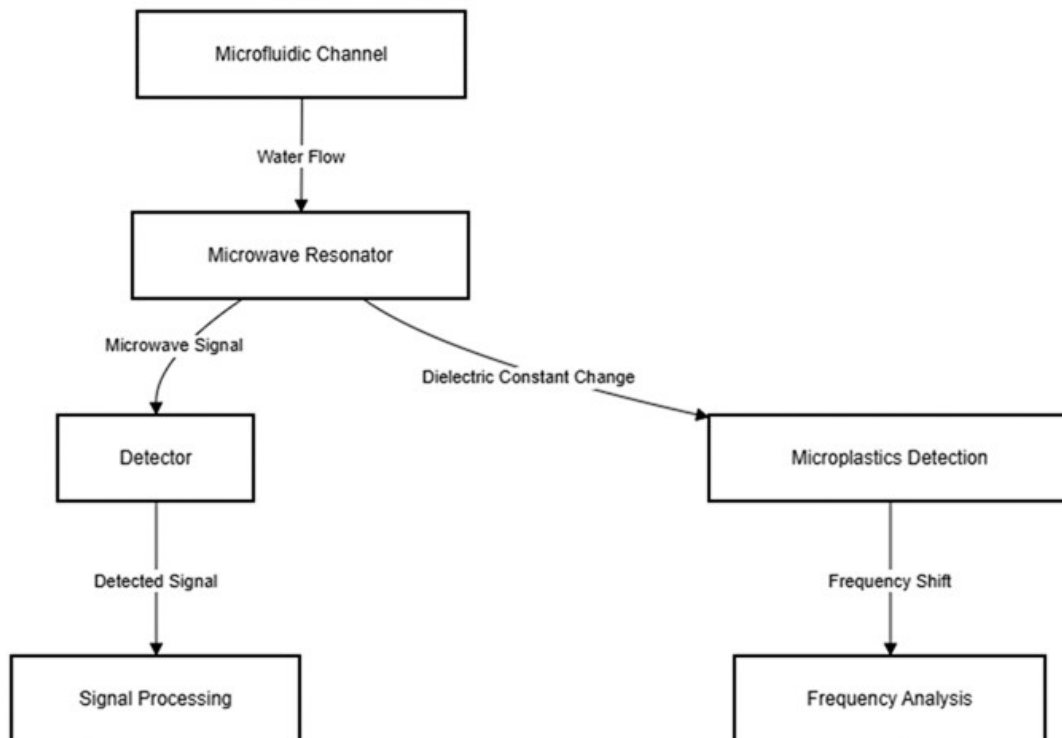 Microfluidic Channel
Water Flow
Microwave Resonator
Microwave Signal
Dielectric Constant Change
Detector
Microplastics Detection
Detected Signal
Frequency Shift
Signal Processing
Frequency Analysis